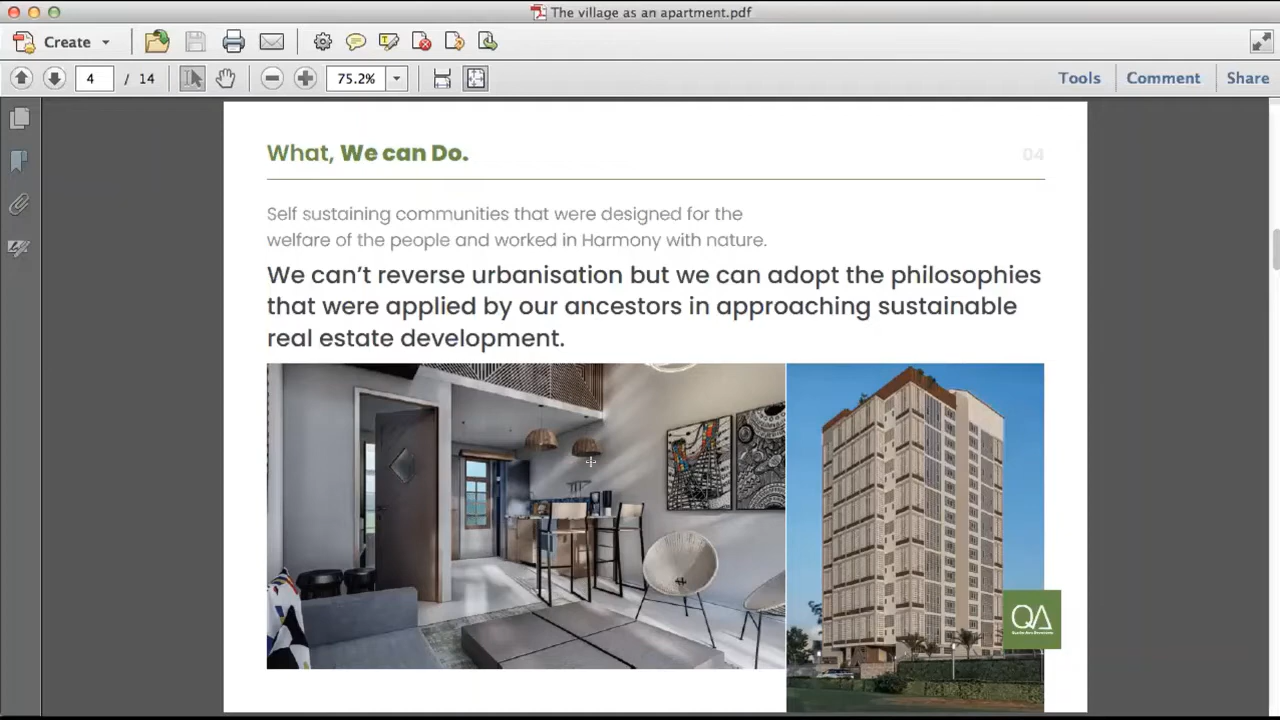 The village as an apartment.pdf
Create
4 / 14
75.2%
Tools
Comment
Share
What, We can Do.
04
Self sustaining communities that were designed for the
welfare of the people and worked in Harmony with nature.
We can't reverse urbanisation but we can adopt the philosophies
that were applied by our ancestors in approaching sustainable
real estate development.
QA